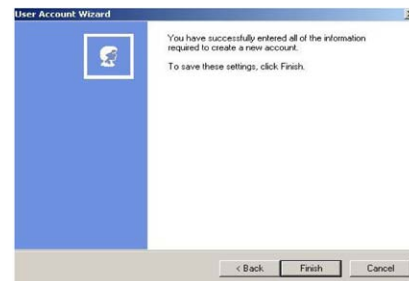 User Account Wizard
You have successfully entered all of the information
required to create a new account.
To save these settings, click Finish.
< Back
Finish
Cancel